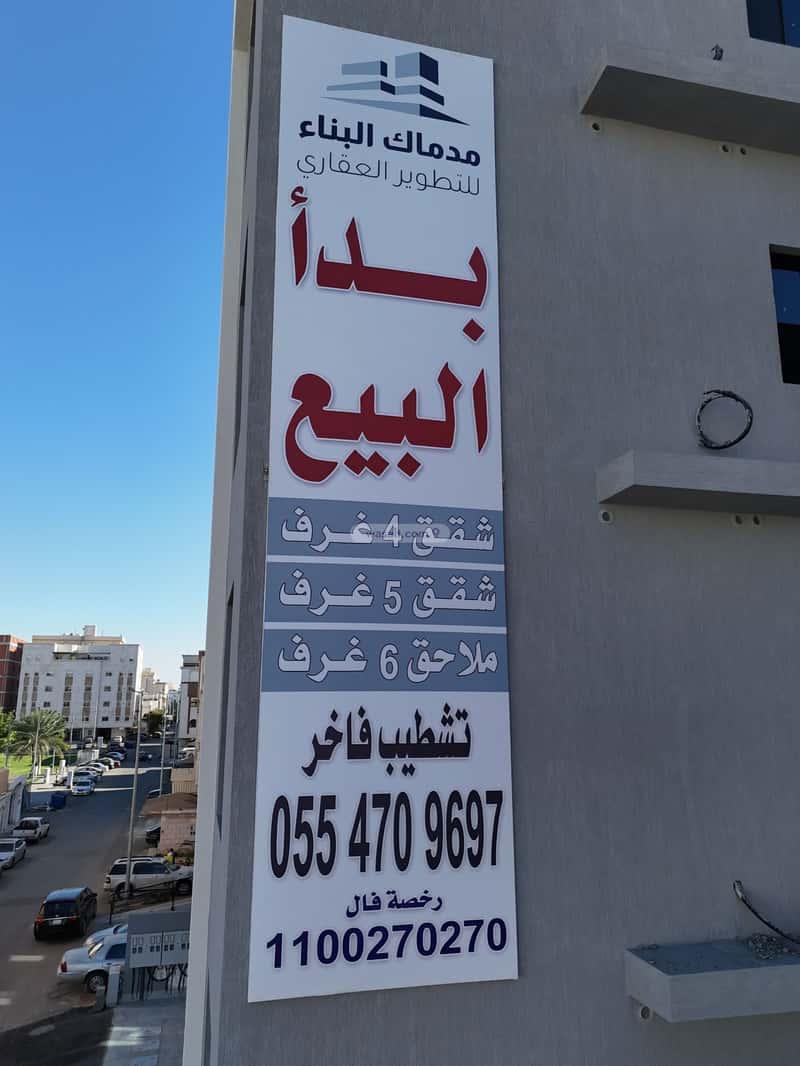 مدماك البناء
للتطوير العقاري
بدأ
البيع
شقق 4 غرف
شقق 5 غرف
ملاحق 6 غرف
تشطيب فاخر
055 470 9697
رخصة فال
1100270270